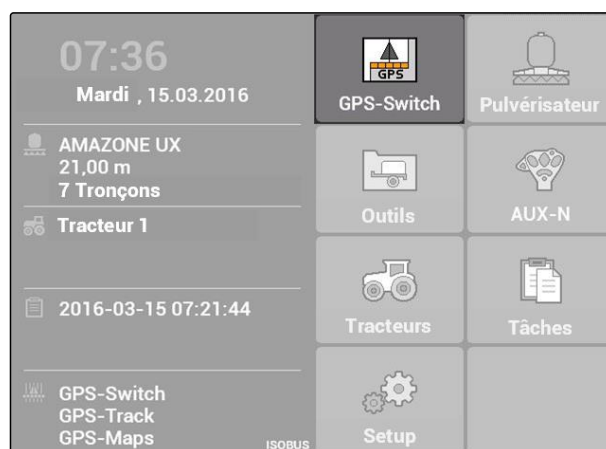 07:36
Mardi , 15.03.2016
AMAZONE UX
21,00 m
7 Tronçons
Tracteur 1
2016-03-15 07:21:44
GPS-Switch
GPS-Track
GPS-Maps
ISOBUS
GPS
GPS-Switch
Pulvérisateur
Outils
AUX-N
Tracteurs
Tâches
Setup